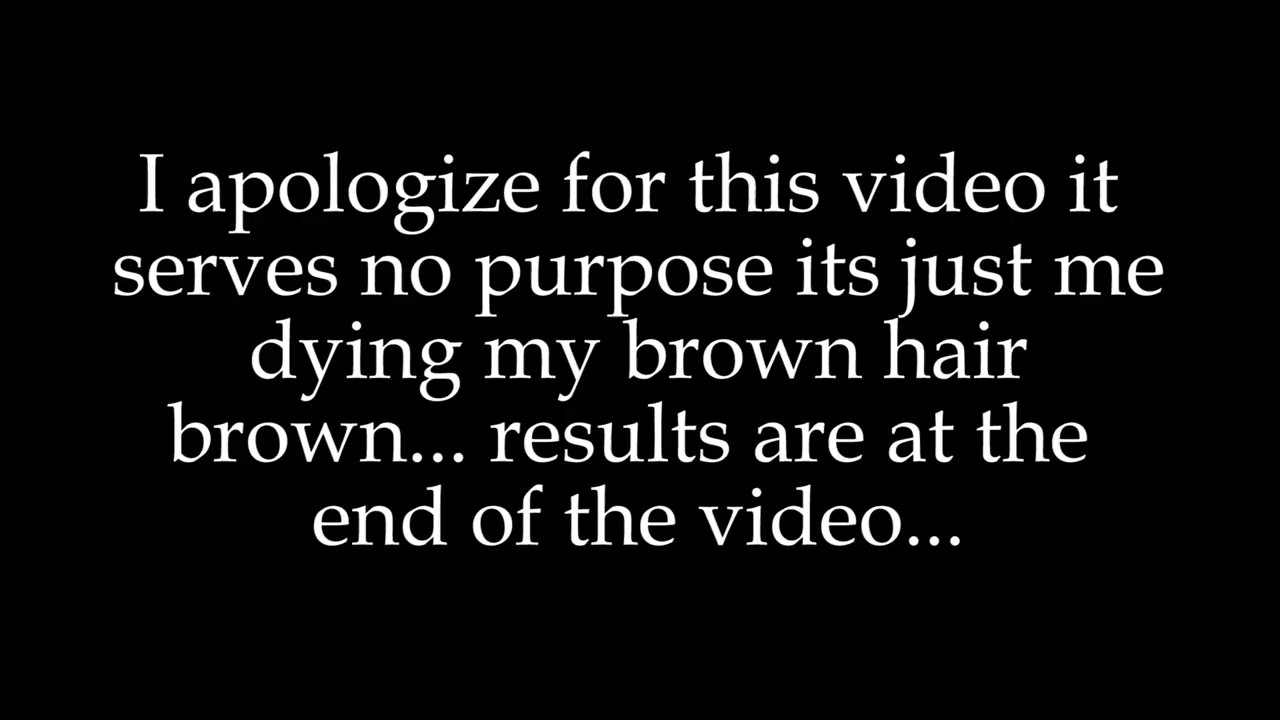 I apologize for this video it
serves no purpose its just me
dying my brown hair
brown... results are at the
end of the video...